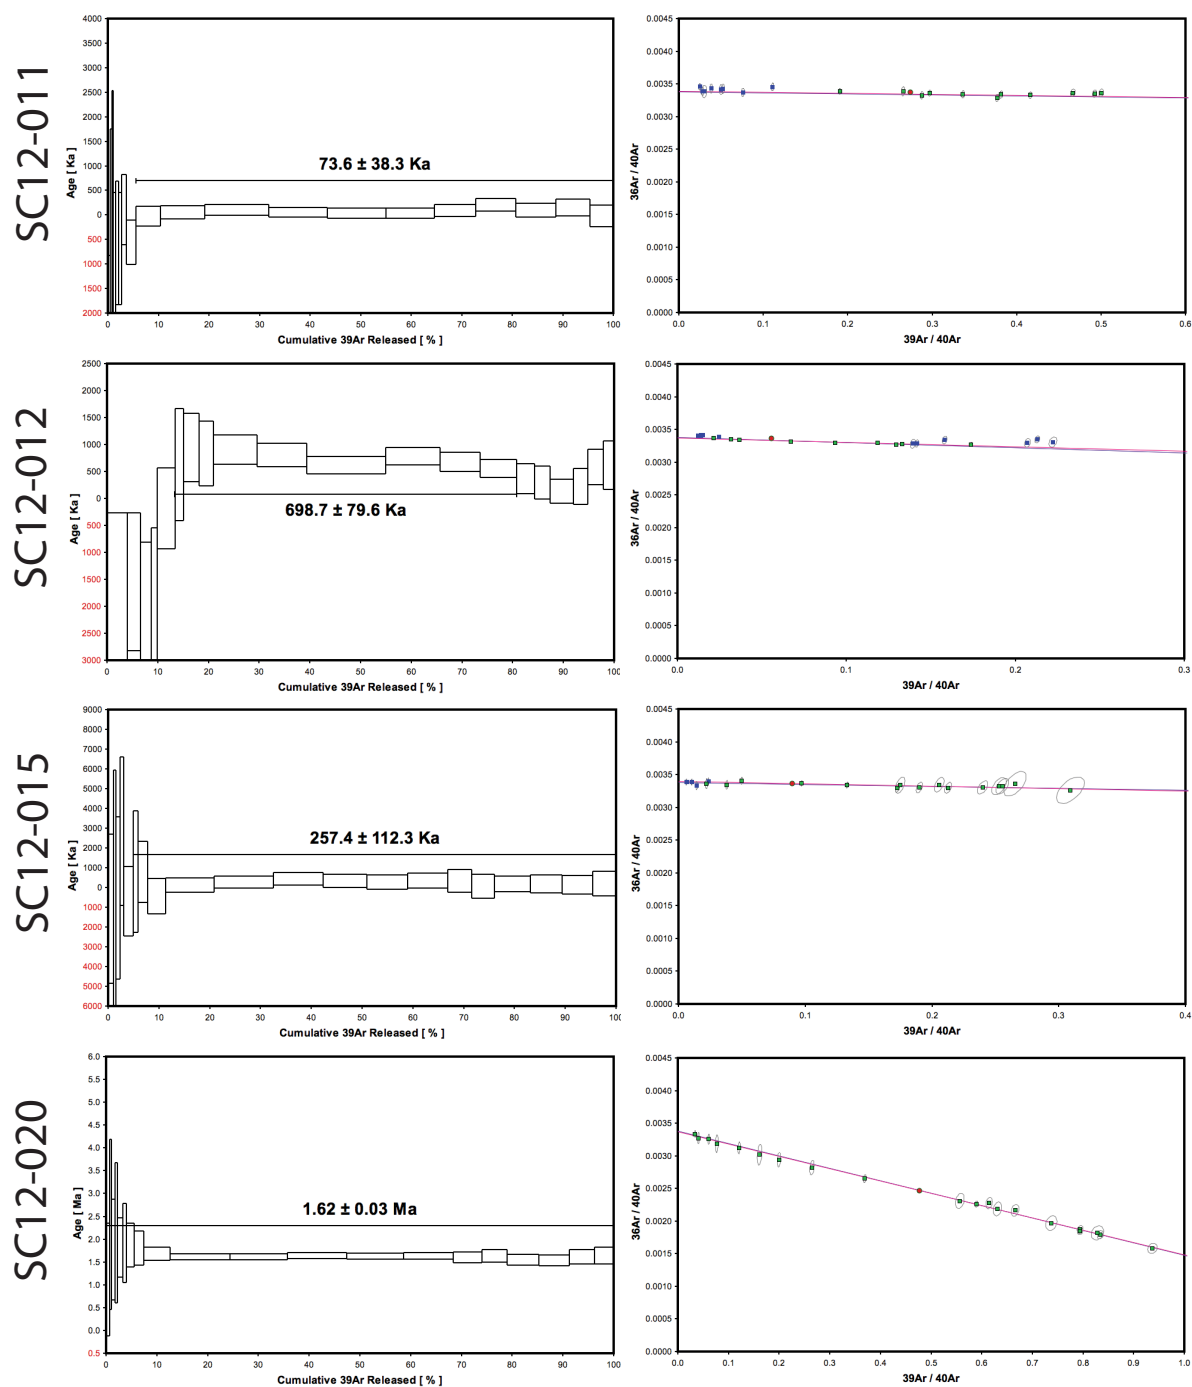 SC12-011
Age [ Ka ]
4000
3500
3000
2500
2000
1500
1000
500
0
500
1000
1500
2000
73.6 ± 38.3 Ka
0 10 20 30 40 50 60 70 80 90 100
Cumulative 39Ar Released [ % ]
36Ar / 40Ar
0.0045
0.0040
0.0035
0.0030
0.0025
0.0020
0.0015
0.0010
0.0005
0.0000
0.0 0.1 0.2 0.3 0.4 0.5 0.6
39Ar / 40Ar
SC12-012
Age [ Ka ]
2500
2000
1500
1000
500
0
500
1000
1500
2000
2500
3000
698.7 ± 79.6 Ka
0 10 20 30 40 50 60 70 80 90 100
Cumulative 39Ar Released [ % ]
36Ar / 40Ar
0.0045
0.0040
0.0035
0.0030
0.0025
0.0020
0.0015
0.0010
0.0005
0.0000
0.0 0.1 0.2 0.3
39Ar / 40Ar
SC12-015
Age [ Ka ]
9000
8000
7000
6000
5000
4000
3000
2000
1000
0
1000
2000
3000
4000
5000
6000
257.4 ± 112.3 Ka
0 10 20 30 40 50 60 70 80 90 100
Cumulative 39Ar Released [ % ]
36Ar / 40Ar
0.0045
0.0040
0.0035
0.0030
0.0025
0.0020
0.0015
0.0010
0.0005
0.0000
0.0 0.1 0.2 0.3 0.4
39Ar / 40Ar
SC12-020
Age [ Ma ]
6.0
5.5
5.0
4.5
4.0
3.5
3.0
2.5
2.0
1.5
1.0
0.5
0.0
0.5
1.62 ± 0.03 Ma
0 10 20 30 40 50 60 70 80 90 100
Cumulative 39Ar Released [ % ]
36Ar / 40Ar
0.0045
0.0040
0.0035
0.0030
0.0025
0.0020
0.0015
0.0010
0.0005
0.0000
0.0 0.1 0.2 0.3 0.4 0.5 0.6 0.7 0.8 0.9 1.0
39Ar / 40Ar